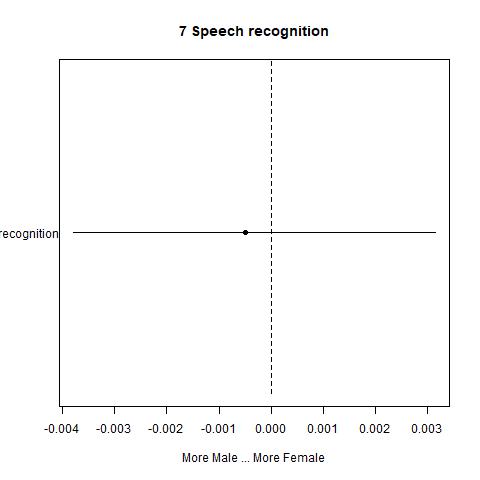 7 Speech recognition
recognition
-0.004 -0.003 -0.002 -0.001 0.000 0.001 0.002 0.003
More Male ... More Female